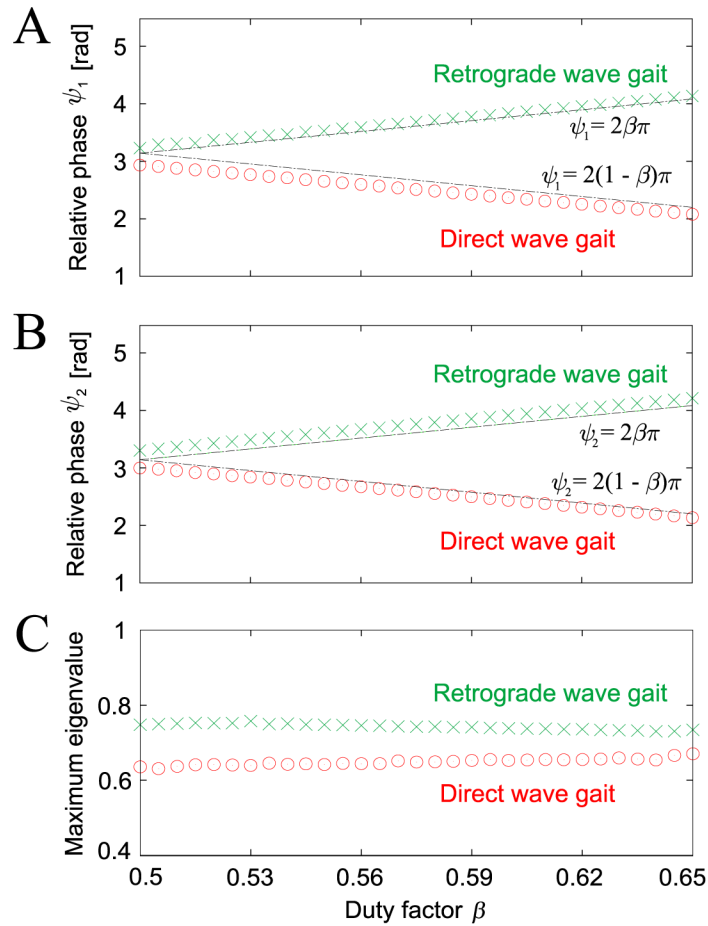 A
Relative phase ψ₁ [rad]
5
4
3
2
1
Retrograde wave gait
ψ₁ = 2βπ
ψ₁ = 2(1 - β)π
Direct wave gait
B
Relative phase ψ₂ [rad]
5
4
3
2
1
Retrograde wave gait
ψ₂ = 2βπ
ψ₂ = 2(1 - β)π
Direct wave gait
C
Maximum eigenvalue
1
0.8
0.6
0.4
Retrograde wave gait
Direct wave gait
0.5 0.53 0.56 0.59 0.62 0.65
Duty factor β